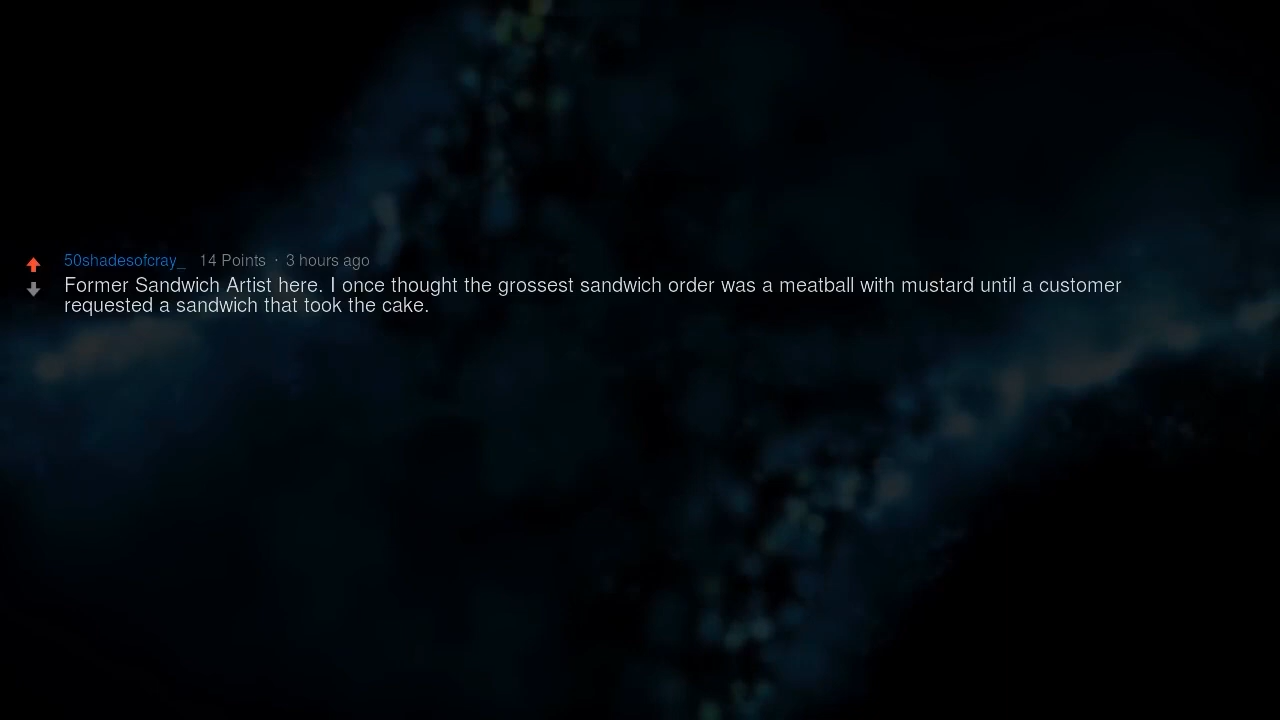 50shadesofcray_ 14 Points · 3 hours ago
Former Sandwich Artist here. I once thought the grossest sandwich order was a meatball with mustard until a customer
requested a sandwich that took the cake.